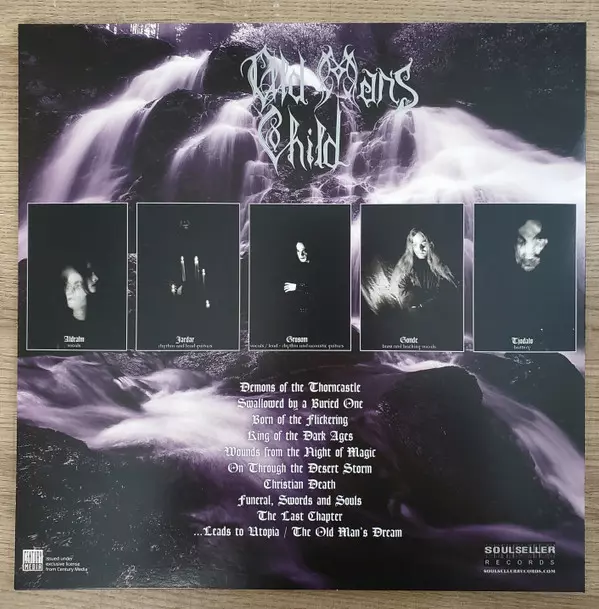 Old Mans
Child
Aldrahn
vocals
Jardar
rhythm and lead guitars
Grusom
vocals / lead - rhythm and acoustic guitars
Gonde
bass and backing vocals
Tjodalv
battery
Demons of the Thorncastle
Swallowed by a Buried One
Born of the Flickering
King of the Dark Ages
Wounds from the Night of Magic
On Through the Desert Storm
Christian Death
Funeral, Swords and Souls
The Last Chapter
...Leads to Utopia / The Old Man's Dream
CENTURY
MEDIA
issued under
exclusive license
from Century Media
SOULSELLER
RECORDS
SOULSELLERRECORDS.COM